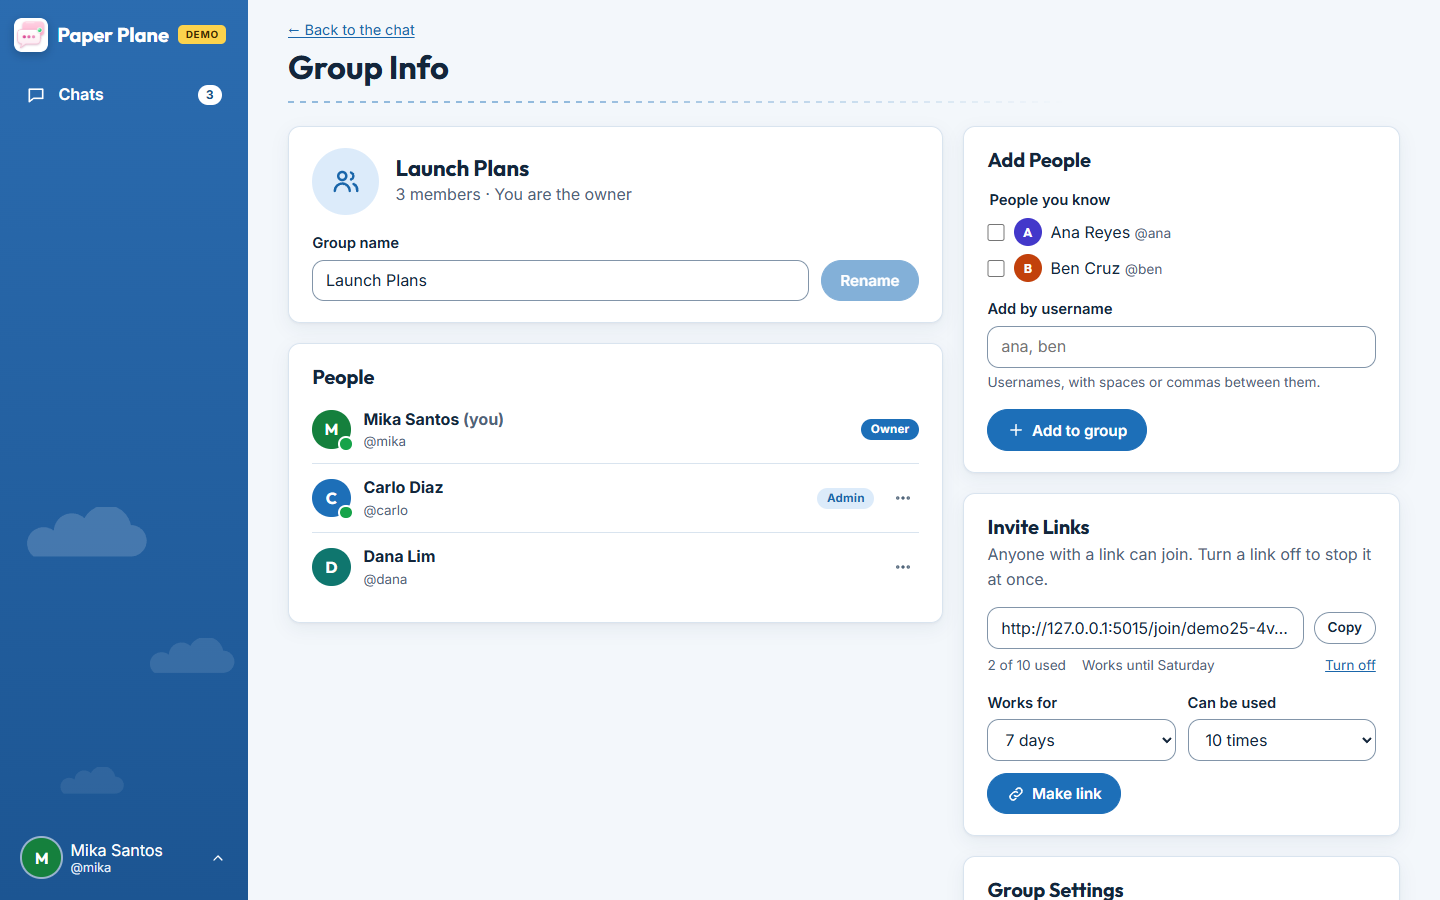 Paper Plane DEMO
Chats 3
← Back to the chat
Group Info
Launch Plans
3 members · You are the owner
Group name
Launch Plans
Rename
People
M
Mika Santos (you)
@mika
Owner
C
Carlo Diaz
@carlo
Admin
D
Dana Lim
@dana
Add People
People you know
A Ana Reyes @ana
B Ben Cruz @ben
Add by username
ana, ben
Usernames, with spaces or commas between them.
+ Add to group
Invite Links
Anyone with a link can join. Turn a link off to stop it
at once.
http://127.0.0.1:5015/join/demo25-4v...
Copy
2 of 10 used Works until Saturday Turn off
Works for Can be used
7 days 10 times
Make link
Group Settings
M
Mika Santos
@mika